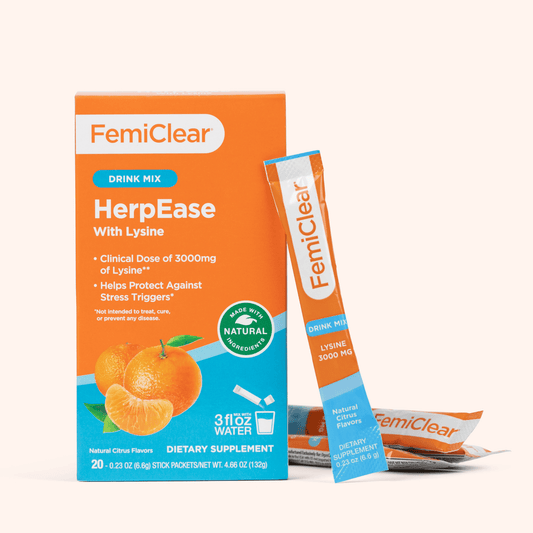 FemiClear®
DRINK MIX
HerpEase
With Lysine
• Clinical Dose of 3000mg
of Lysine**
• Helps Protect Against
Stress Triggers*
*Not intended to treat, cure,
or prevent any disease.
MADE WITH
NATURAL
INGREDIENTS
MIX WITH
3 fl oz
WATER
Natural Citrus Flavors
DIETARY SUPPLEMENT
20 - 0.23 OZ (6.6g) STICK PACKETS/NET WT. 4.66 OZ (132g)
FemiClear®
DRINK MIX
LYSINE
3000 MG
Natural
Citrus
Flavors
DIETARY
SUPPLEMENT
0.23 oz (6.6 g)
FemiClear